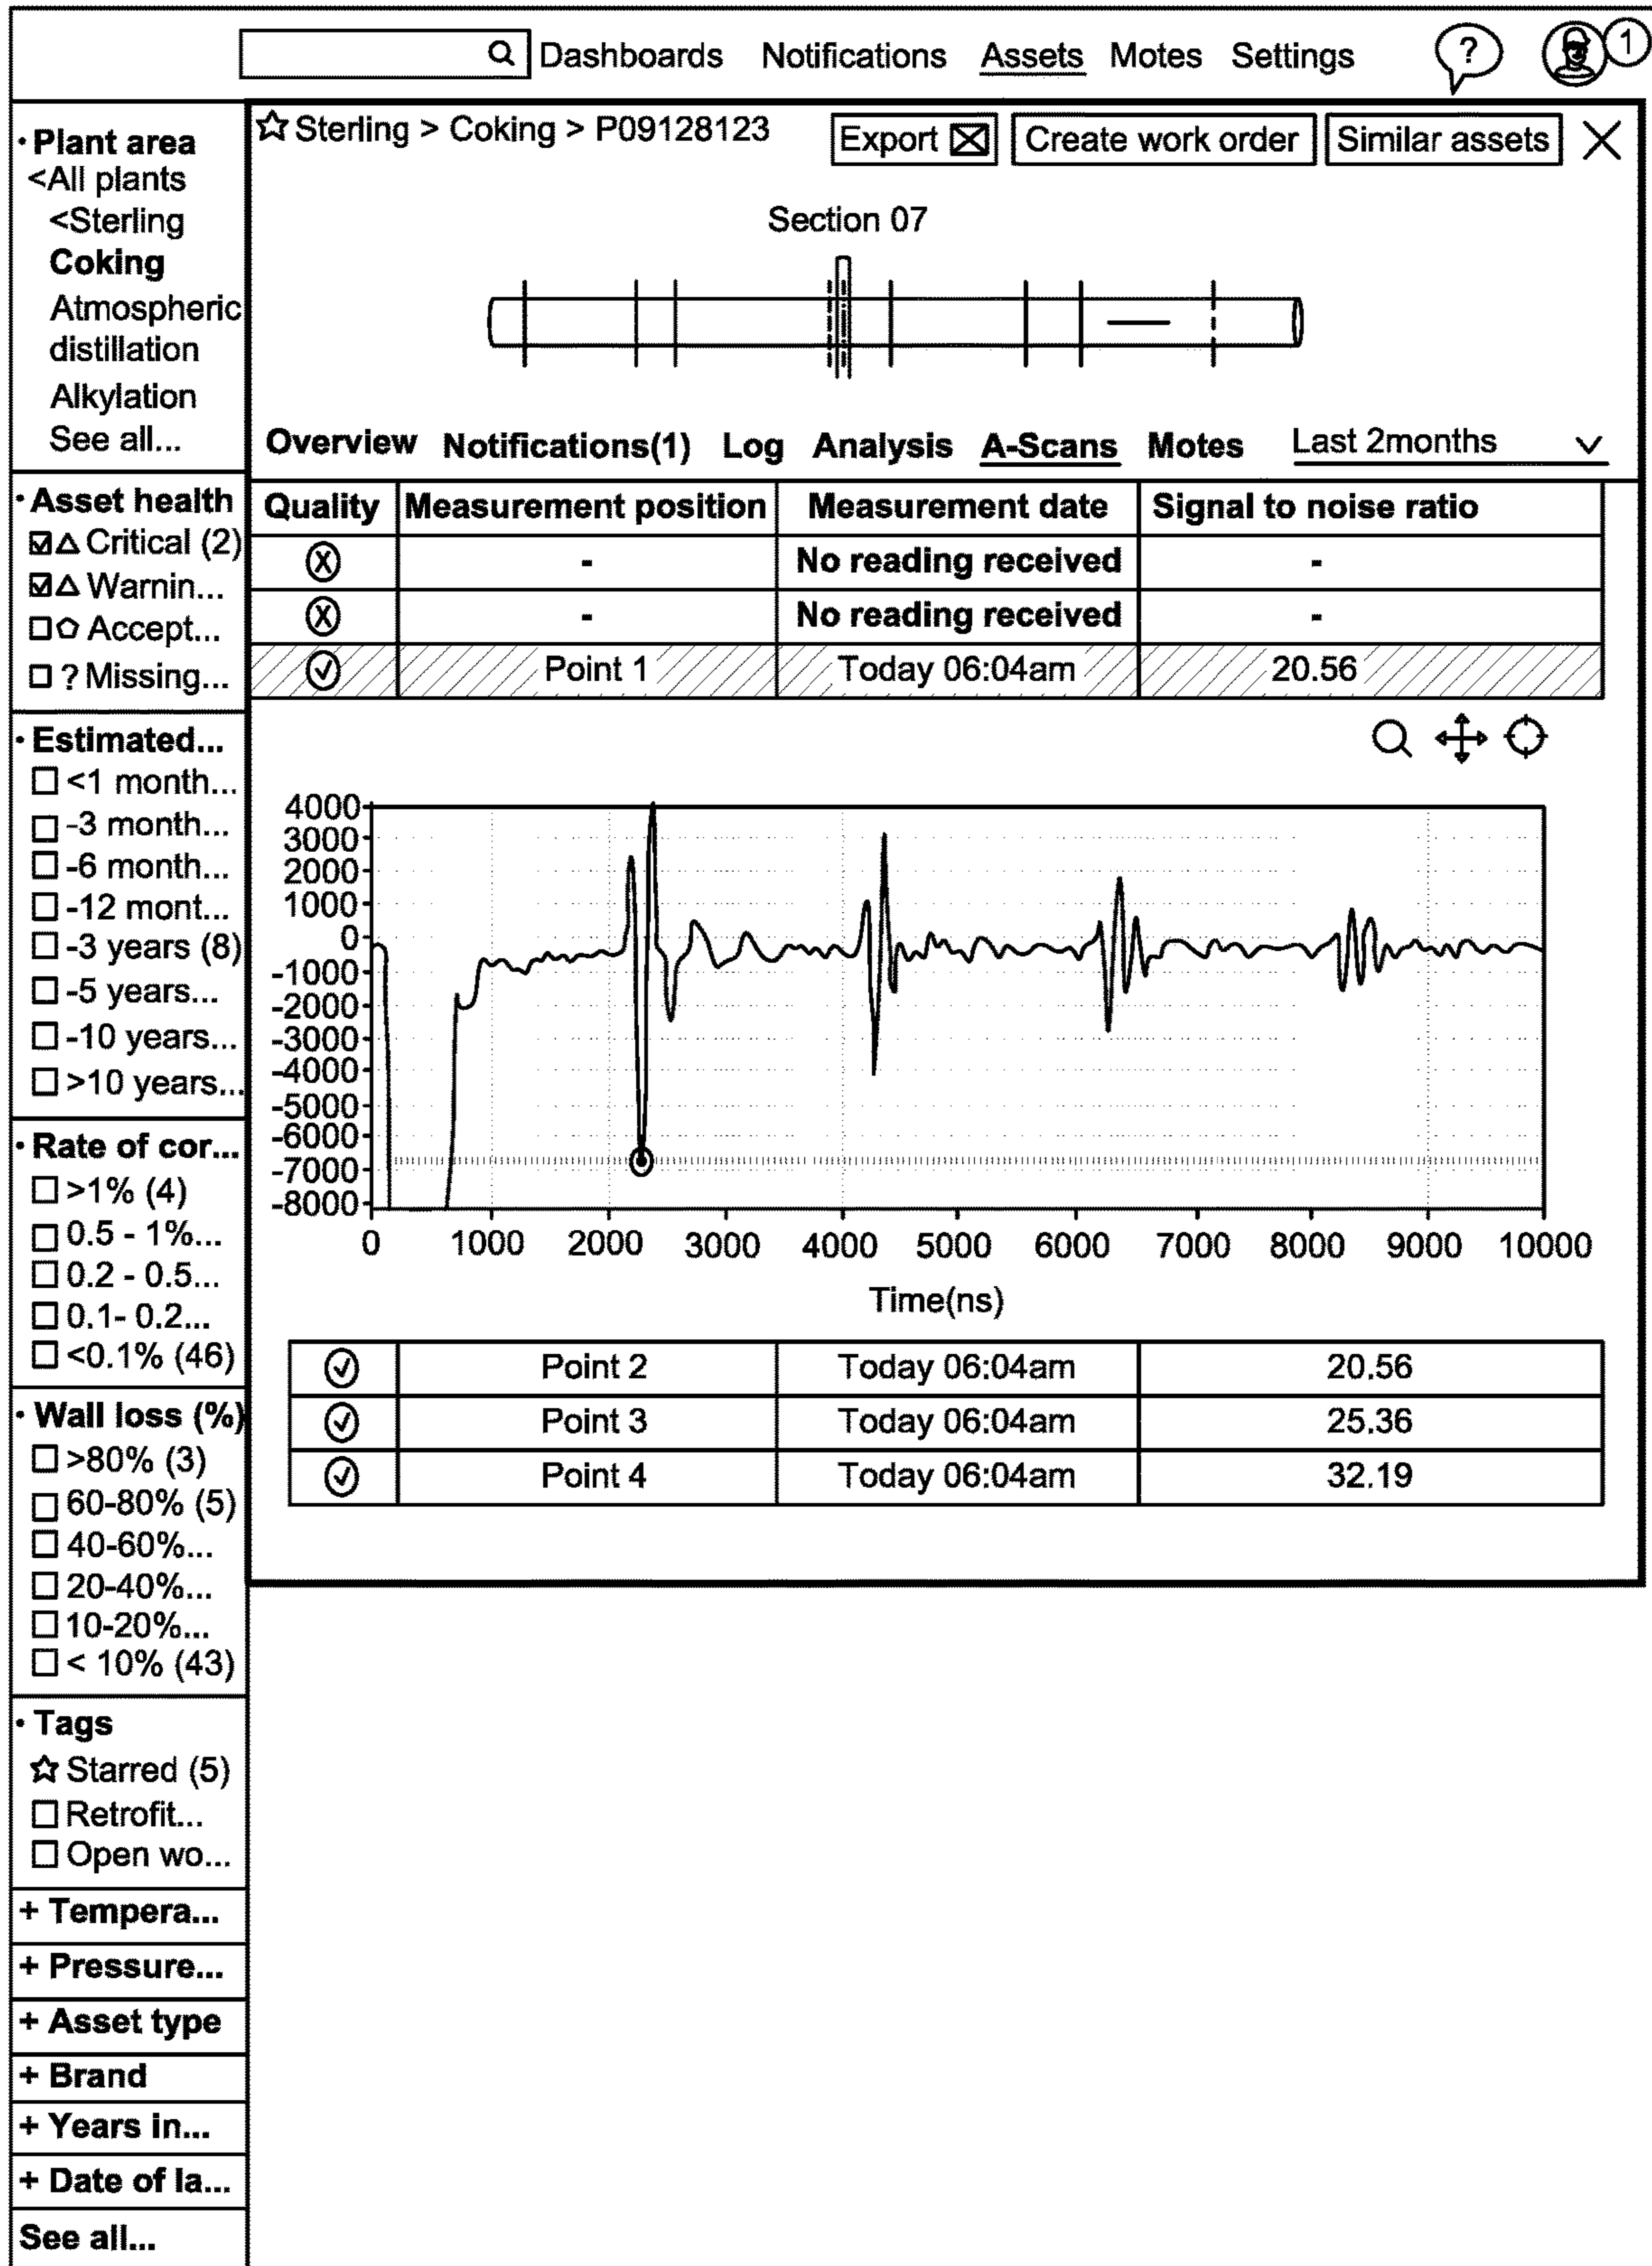 Dashboards Notifications Assets Motes Settings ? 1
• Plant area
<All plants
<Sterling
Coking
Atmospheric
distillation
Alkylation
See all...
• Asset health
Critical (2)
Warnin...
Accept...
? Missing...
• Estimated...
<1 month...
-3 month...
-6 month...
-12 mont...
-3 years (8)
-5 years...
-10 years...
>10 years...
• Rate of cor...
>1% (4)
0.5 - 1%...
0.2 - 0.5...
0.1- 0.2...
<0.1% (46)
• Wall loss (%)
>80% (3)
60-80% (5)
40-60%...
20-40%...
10-20%...
< 10% (43)
• Tags
Starred (5)
Retrofit...
Open wo...
+ Tempera...
+ Pressure...
+ Asset type
+ Brand
+ Years in...
+ Date of la...
See all...
Sterling > Coking > P09128123 Export Create work order Similar assets
Section 07
Overview Notifications(1) Log Analysis A-Scans Motes Last 2months
Quality Measurement position Measurement date Signal to noise ratio
- No reading received -
- No reading received -
Point 1 Today 06:04am 20.56
4000
3000
2000
1000
0
-1000
-2000
-3000
-4000
-5000
-6000
-7000
-8000
0 1000 2000 3000 4000 5000 6000 7000 8000 9000 10000
Time(ns)
Point 2 Today 06:04am 20.56
Point 3 Today 06:04am 25.36
Point 4 Today 06:04am 32.19